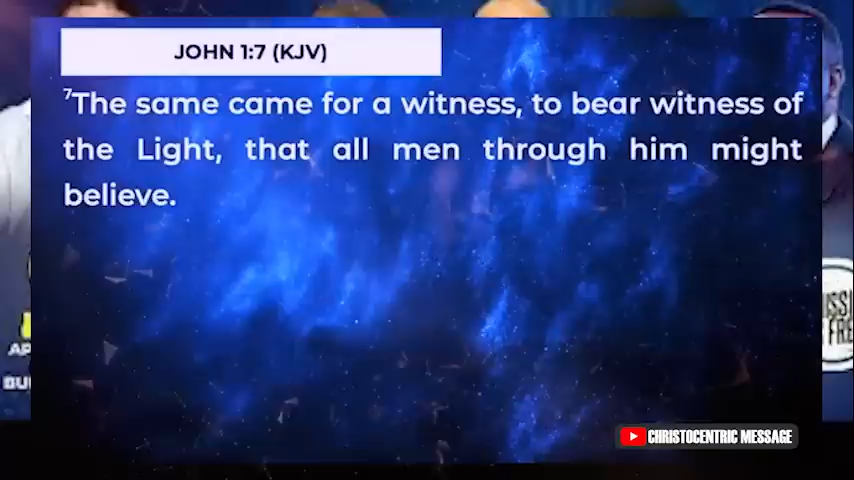 JOHN 1:7 (KJV)
7The same came for a witness, to bear witness of
the Light, that all men through him might
believe.
CHRISTOCENTRIC MESSAGE